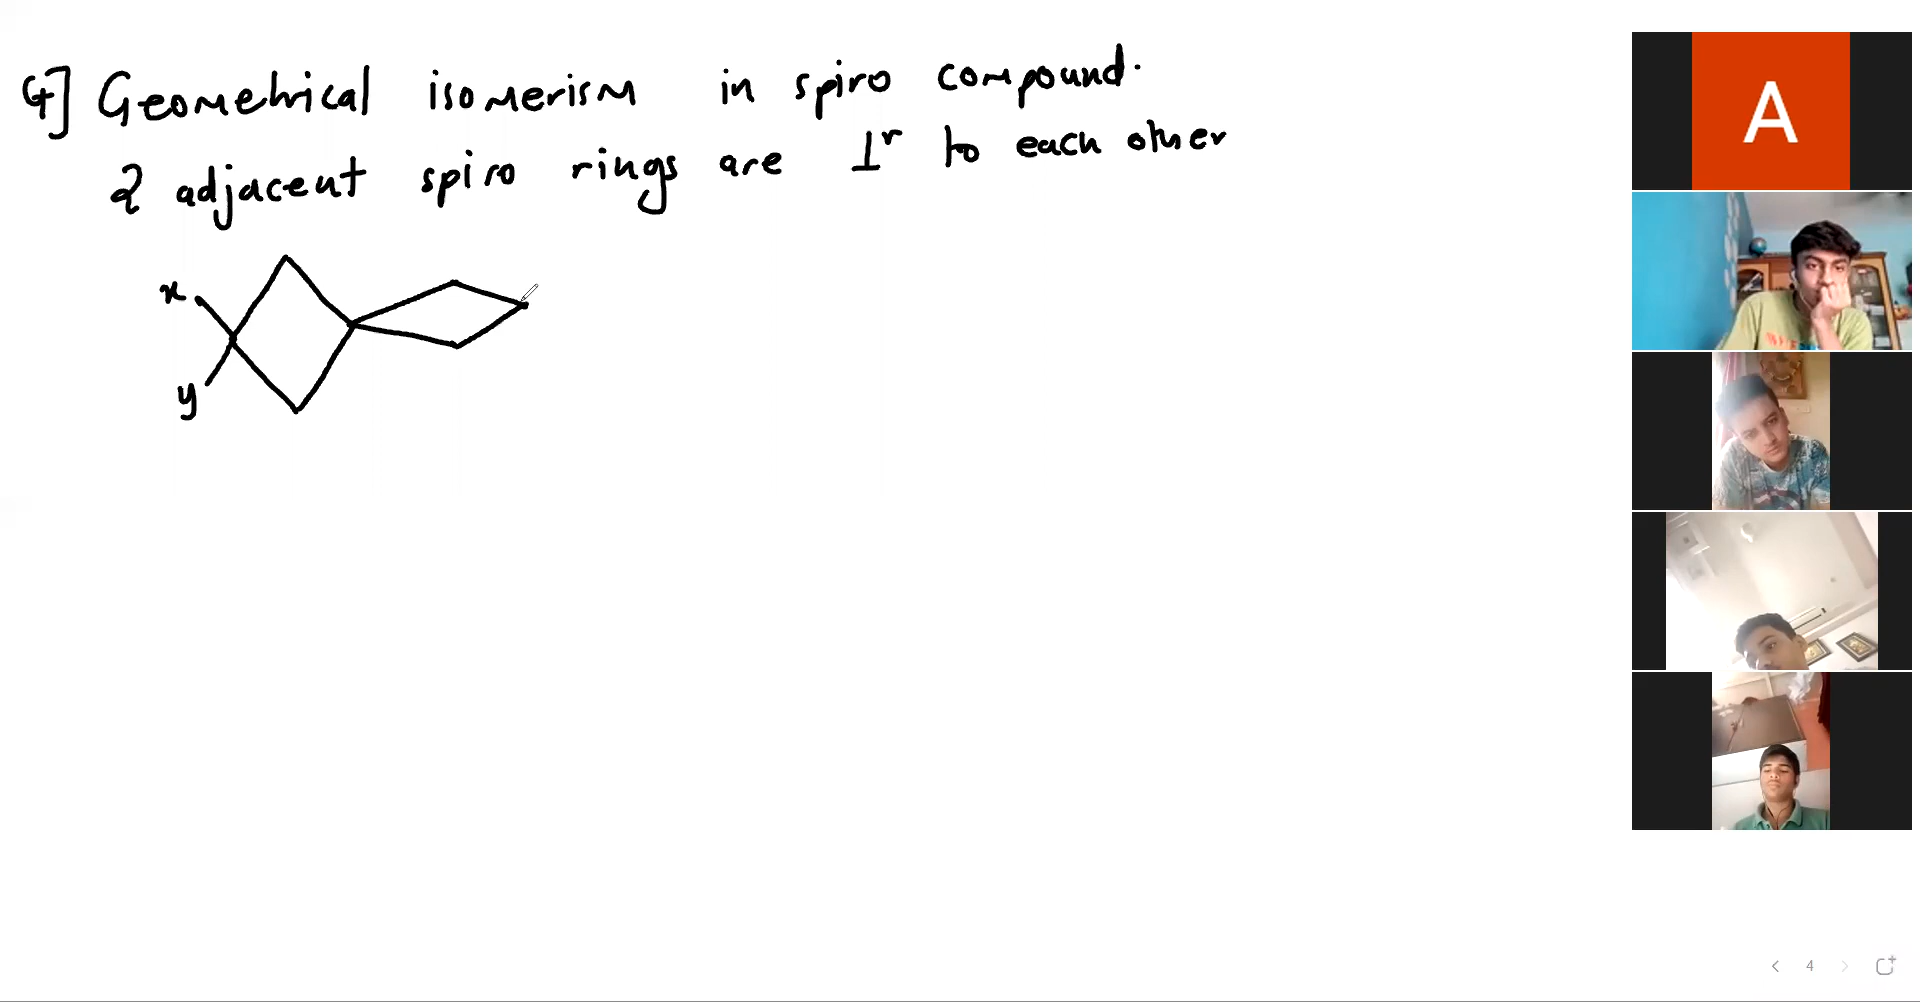 4] Geometrical isomerism in spiro compound.
2 adjacent spiro rings are ⊥r to each other
x
y
A
4